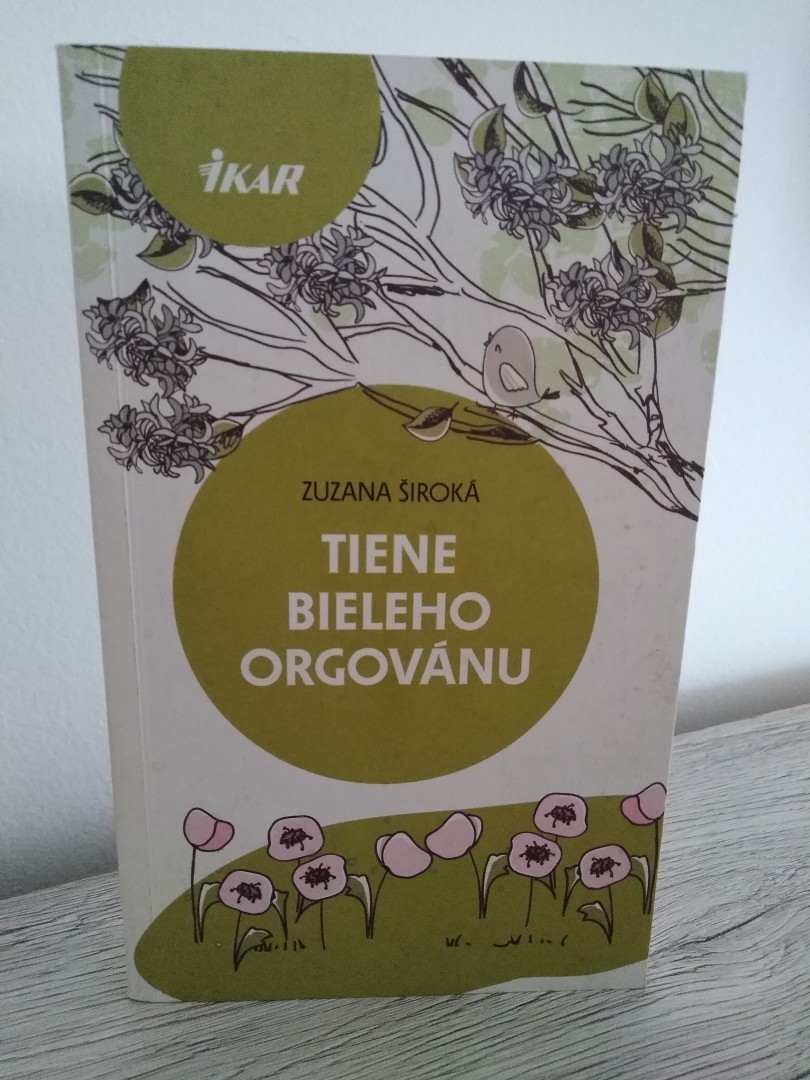 IKAR
ZUZANA ŠIROKÁ
TIENE
BIELEHO
ORGOVÁNU